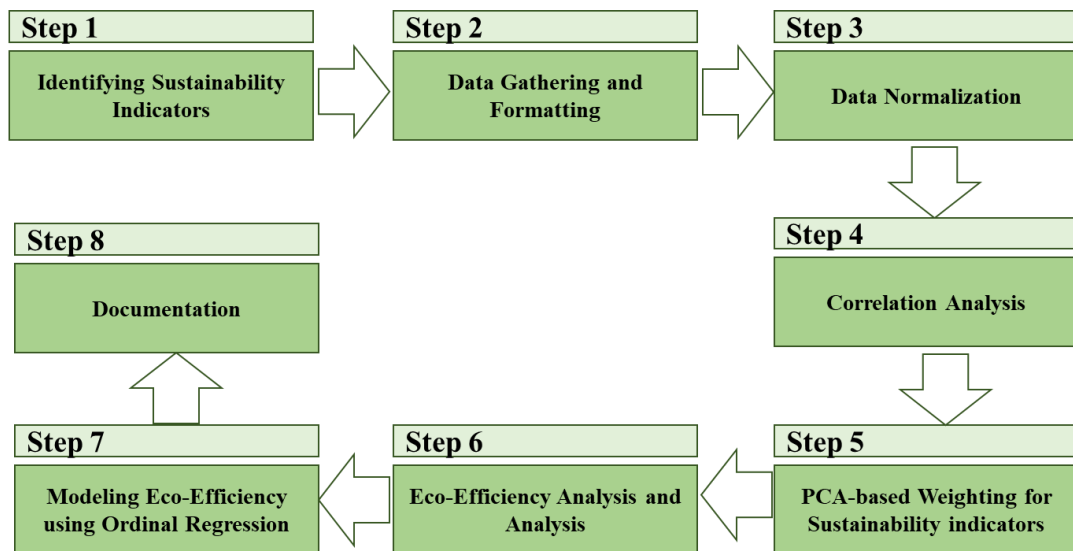 Step 1
Identifying Sustainability
Indicators
Step 2
Data Gathering and
Formatting
Step 3
Data Normalization
Step 4
Correlation Analysis
Step 5
PCA-based Weighting for
Sustainability indicators
Step 6
Eco-Efficiency Analysis and
Analysis
Step 7
Modeling Eco-Efficiency
using Ordinal Regression
Step 8
Documentation